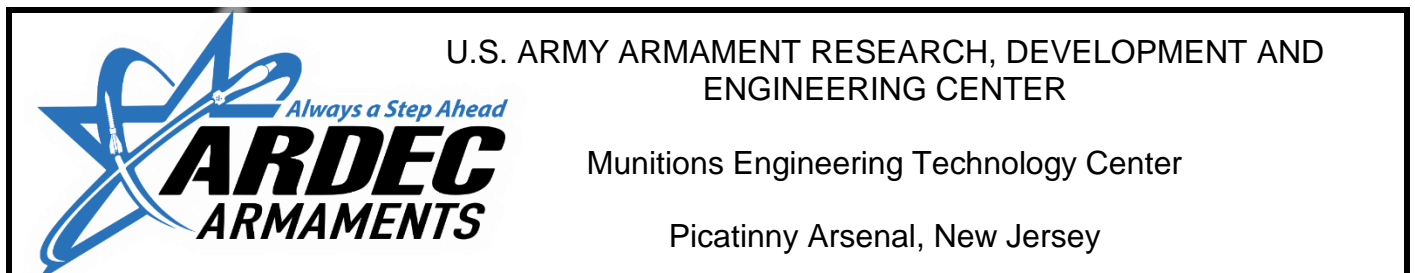 U.S. ARMY ARMAMENT RESEARCH, DEVELOPMENT AND
ENGINEERING CENTER
Always a Step Ahead
ARDEC
ARMAMENTS
Munitions Engineering Technology Center
Picatinny Arsenal, New Jersey